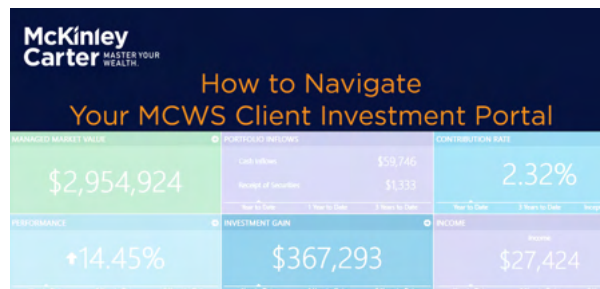 McKinley
Carter MASTER YOUR WEALTH.
How to Navigate
Your MCWS Client Investment Portal
MANAGED MARKET VALUE
$2,954,924
PORTFOLIO INFLOWS
Cash Inflows $59,746
Receipt of Securities $1,333
Year to Date 1 Year to Date 3 Years to Date
CONTRIBUTION RATE
2.32%
Year to Date 3 Years to Date Incep
PERFORMANCE
14.45%
INVESTMENT GAIN
$367,293
INCOME
Income
$27,424